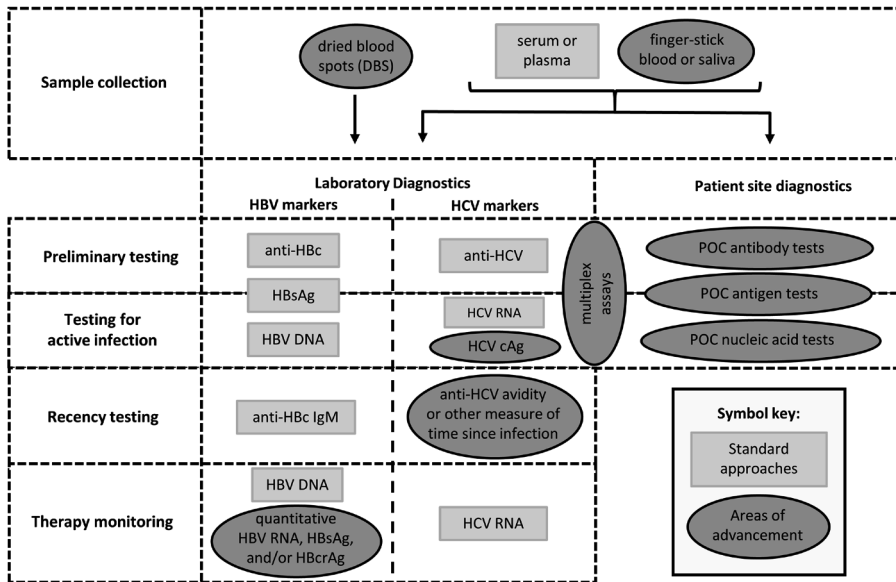 Sample collection
dried blood
spots (DBS)
serum or
plasma
finger-stick
blood or saliva
Laboratory Diagnostics
HBV markers
HCV markers
Patient site diagnostics
Preliminary testing
anti-HBc
anti-HCV
multiplex
assays
POC antibody tests
HBsAg
POC antigen tests
Testing for
active infection
HBV DNA
HCV RNA
HCV cAg
POC nucleic acid tests
Recency testing
anti-HBc IgM
anti-HCV avidity
or other measure of
time since infection
Therapy monitoring
HBV DNA
quantitative
HBV RNA, HBsAg,
and/or HBcrAg
HCV RNA
Symbol key:
Standard
approaches
Areas of
advancement